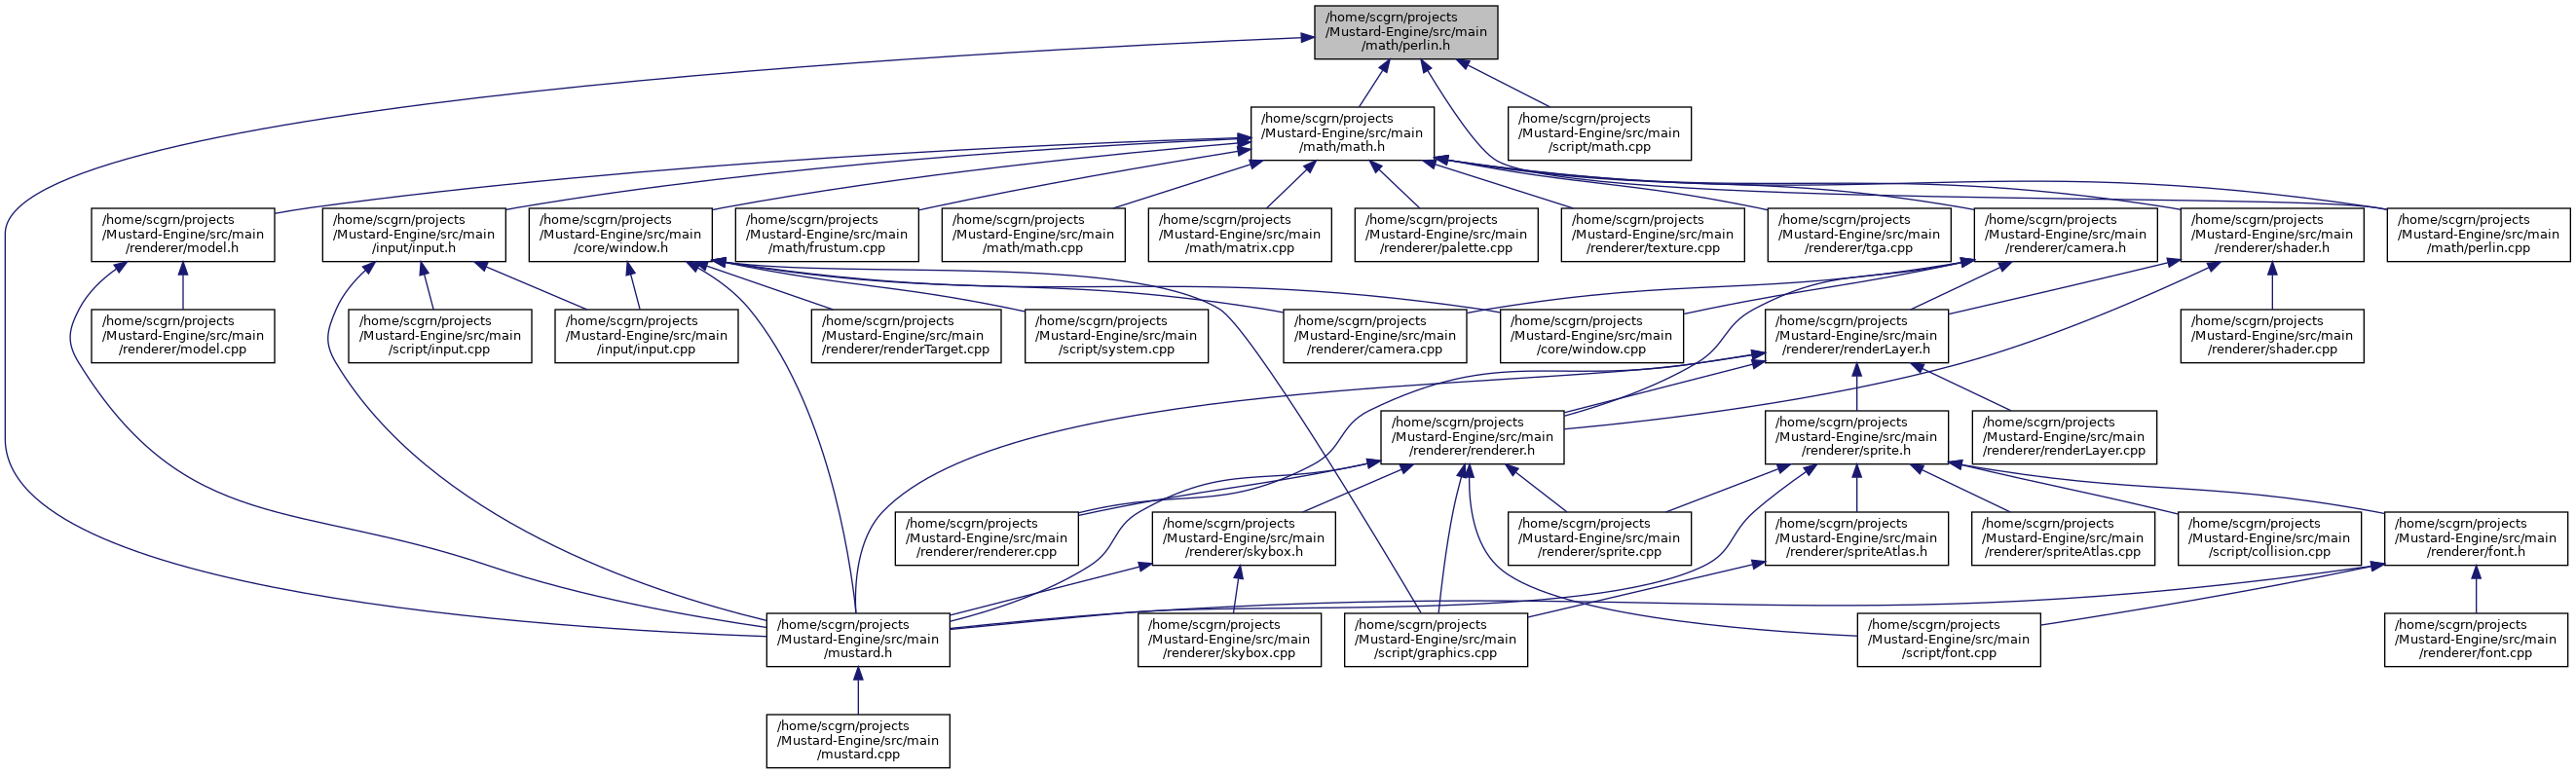 /home/scgrn/projects
/Mustard-Engine/src/main
/math/perlin.h
/home/scgrn/projects
/Mustard-Engine/src/main
/math/math.h
/home/scgrn/projects
/Mustard-Engine/src/main
/script/math.cpp
/home/scgrn/projects
/Mustard-Engine/src/main
/renderer/model.h
/home/scgrn/projects
/Mustard-Engine/src/main
/input/input.h
/home/scgrn/projects
/Mustard-Engine/src/main
/core/window.h
/home/scgrn/projects
/Mustard-Engine/src/main
/math/frustum.cpp
/home/scgrn/projects
/Mustard-Engine/src/main
/math/math.cpp
/home/scgrn/projects
/Mustard-Engine/src/main
/math/matrix.cpp
/home/scgrn/projects
/Mustard-Engine/src/main
/renderer/palette.cpp
/home/scgrn/projects
/Mustard-Engine/src/main
/renderer/texture.cpp
/home/scgrn/projects
/Mustard-Engine/src/main
/renderer/tga.cpp
/home/scgrn/projects
/Mustard-Engine/src/main
/renderer/camera.h
/home/scgrn/projects
/Mustard-Engine/src/main
/renderer/shader.h
/home/scgrn/projects
/Mustard-Engine/src/main
/math/perlin.cpp
/home/scgrn/projects
/Mustard-Engine/src/main
/renderer/model.cpp
/home/scgrn/projects
/Mustard-Engine/src/main
/script/input.cpp
/home/scgrn/projects
/Mustard-Engine/src/main
/input/input.cpp
/home/scgrn/projects
/Mustard-Engine/src/main
/renderer/renderTarget.cpp
/home/scgrn/projects
/Mustard-Engine/src/main
/script/system.cpp
/home/scgrn/projects
/Mustard-Engine/src/main
/renderer/camera.cpp
/home/scgrn/projects
/Mustard-Engine/src/main
/core/window.cpp
/home/scgrn/projects
/Mustard-Engine/src/main
/renderer/renderLayer.h
/home/scgrn/projects
/Mustard-Engine/src/main
/renderer/shader.cpp
/home/scgrn/projects
/Mustard-Engine/src/main
/renderer/renderer.h
/home/scgrn/projects
/Mustard-Engine/src/main
/renderer/sprite.h
/home/scgrn/projects
/Mustard-Engine/src/main
/renderer/renderLayer.cpp
/home/scgrn/projects
/Mustard-Engine/src/main
/renderer/renderer.cpp
/home/scgrn/projects
/Mustard-Engine/src/main
/renderer/skybox.h
/home/scgrn/projects
/Mustard-Engine/src/main
/renderer/sprite.cpp
/home/scgrn/projects
/Mustard-Engine/src/main
/renderer/spriteAtlas.h
/home/scgrn/projects
/Mustard-Engine/src/main
/renderer/spriteAtlas.cpp
/home/scgrn/projects
/Mustard-Engine/src/main
/script/collision.cpp
/home/scgrn/projects
/Mustard-Engine/src/main
/renderer/font.h
/home/scgrn/projects
/Mustard-Engine/src/main
/mustard.h
/home/scgrn/projects
/Mustard-Engine/src/main
/renderer/skybox.cpp
/home/scgrn/projects
/Mustard-Engine/src/main
/script/graphics.cpp
/home/scgrn/projects
/Mustard-Engine/src/main
/script/font.cpp
/home/scgrn/projects
/Mustard-Engine/src/main
/renderer/font.cpp
/home/scgrn/projects
/Mustard-Engine/src/main
/mustard.cpp